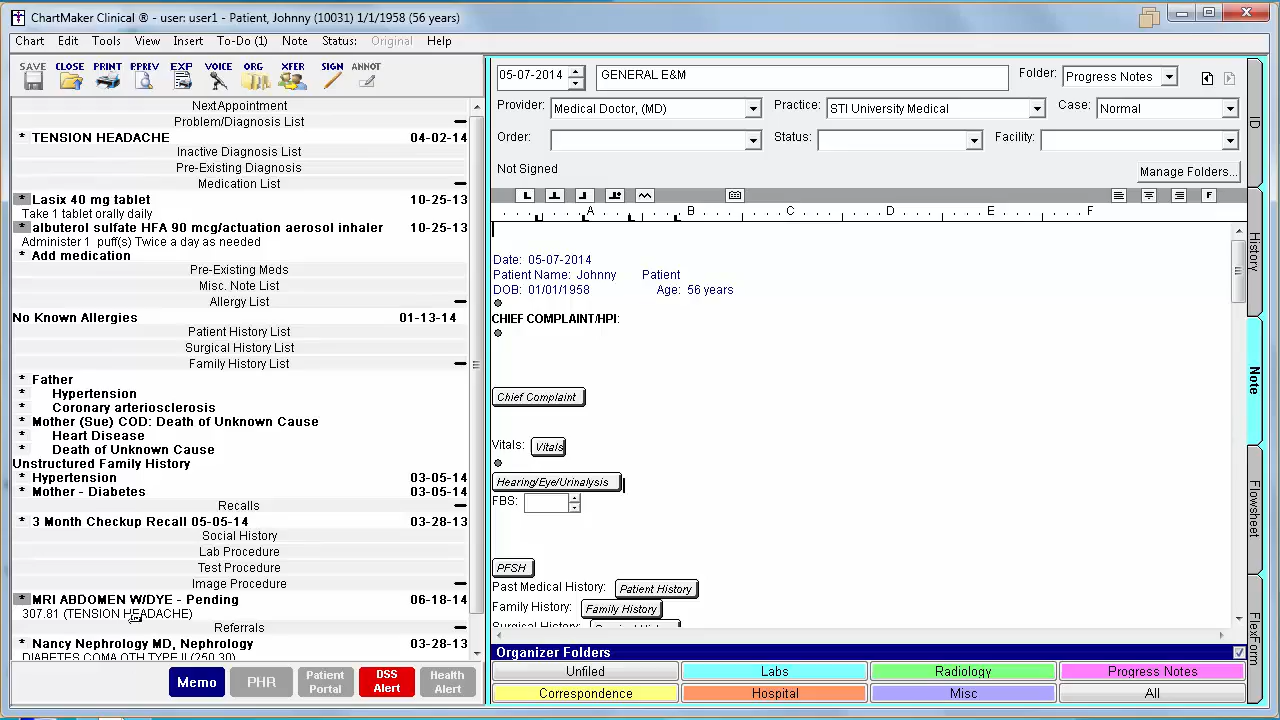 ChartMaker Clinical ® - user: user1 - Patient, Johnny (10031) 1/1/1958 (56 years)
Chart Edit Tools View Insert To-Do (1) Note Status: Original Help
SAVE CLOSE PRINT PPREV EXP VOICE ORG XFER SIGN ANNOT
NextAppointment
Problem/Diagnosis List
* TENSION HEADACHE 04-02-14
Inactive Diagnosis List
Pre-Existing Diagnosis
Medication List
* Lasix 40 mg tablet 10-25-13
Take 1 tablet orally daily
* albuterol sulfate HFA 90 mcg/actuation aerosol inhaler 10-25-13
Administer 1 puff(s) Twice a day as needed
* Add medication
Pre-Existing Meds
Misc. Note List
Allergy List
No Known Allergies 01-13-14
Patient History List
Surgical History List
Family History List
* Father
* Hypertension
* Coronary arteriosclerosis
* Mother (Sue) COD: Death of Unknown Cause
* Heart Disease
* Death of Unknown Cause
Unstructured Family History
* Hypertension 03-05-14
* Mother - Diabetes 03-05-14
Recalls
* 3 Month Checkup Recall 05-05-14 03-28-13
Social History
Lab Procedure
Test Procedure
Image Procedure
* MRI ABDOMEN W/DYE - Pending 06-18-14
307.81 (TENSION HEADACHE)
Referrals
* Nancy Nephrology MD, Nephrology 03-28-13
DIABETES COMA OTH TYPE II (250.30)
Memo PHR Patient Portal DSS Alert Health Alert
05-07-2014 GENERAL E&M Folder: Progress Notes
Provider: Medical Doctor, (MD) Practice: STI University Medical Case: Normal
Order: Status: Facility:
Not Signed Manage Folders...
A B C D E F
Date: 05-07-2014
Patient Name: Johnny Patient
DOB: 01/01/1958 Age: 56 years
CHIEF COMPLAINT/HPI:
Chief Complaint
Vitals: Vitals
Hearing/Eye/Urinalysis
FBS:
PFSH
Past Medical History: Patient History
Family History: Family History
Surgical History: Surgical History
Organizer Folders
Unfiled Labs Radiology Progress Notes
Correspondence Hospital Misc All
ID
History
Note
Flowsheet
FlexForm